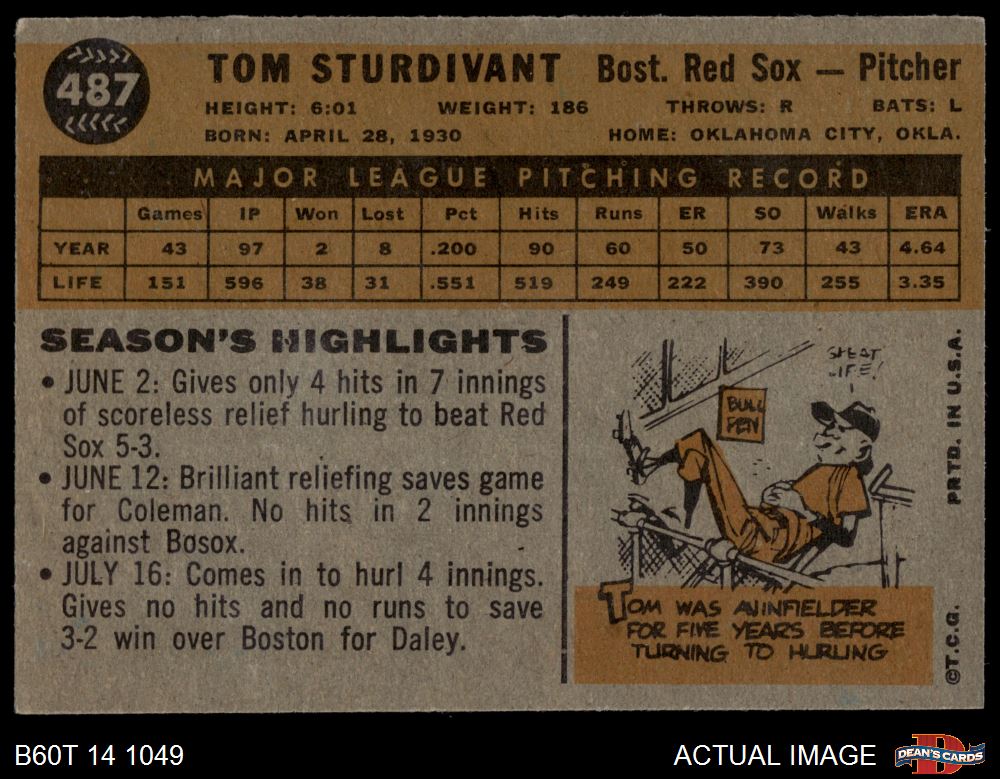 487
TOM STURDIVANT Bost. Red Sox — Pitcher
HEIGHT: 6:01 WEIGHT: 186 THROWS: R BATS: L
BORN: APRIL 28, 1930 HOME: OKLAHOMA CITY, OKLA.
MAJOR LEAGUE PITCHING RECORD
Games IP Won Lost Pct Hits Runs ER SO Walks ERA
YEAR 43 97 2 8 .200 90 60 50 73 43 4.64
LIFE 151 596 38 31 .551 519 249 222 390 255 3.35
SEASON'S HIGHLIGHTS
• JUNE 2: Gives only 4 hits in 7 innings
of scoreless relief hurling to beat Red
Sox 5-3.
• JUNE 12: Brilliant reliefing saves game
for Coleman. No hits in 2 innings
against Bosox.
• JULY 16: Comes in to hurl 4 innings.
Gives no hits and no runs to save
3-2 win over Boston for Daley.
LIFE!
BULL
PEN
TOM WAS AN INFIELDER
FOR FIVE YEARS BEFORE
TURNING TO HURLING
©T.C.G. PRTD. IN U.S.A.
B60T 14 1049
ACTUAL IMAGE
DEAN'S CARDS